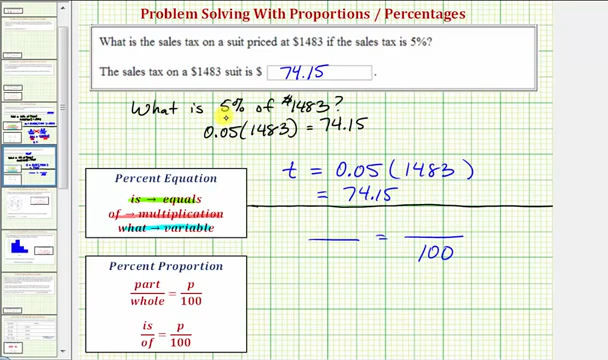 Problem Solving With Proportions / Percentages
What is the sales tax on a suit priced at $1483 if the sales tax is 5%?
The sales tax on a $1483 suit is $ 74.15 .
What is 5% of $1483?
0.05(1483) = 74.15
t = 0.05 (1483)
= 74.15
Percent Equation
is → equals
of → multiplication
what → variable
=
100
Percent Proportion
part/whole = p/100
is/of = p/100